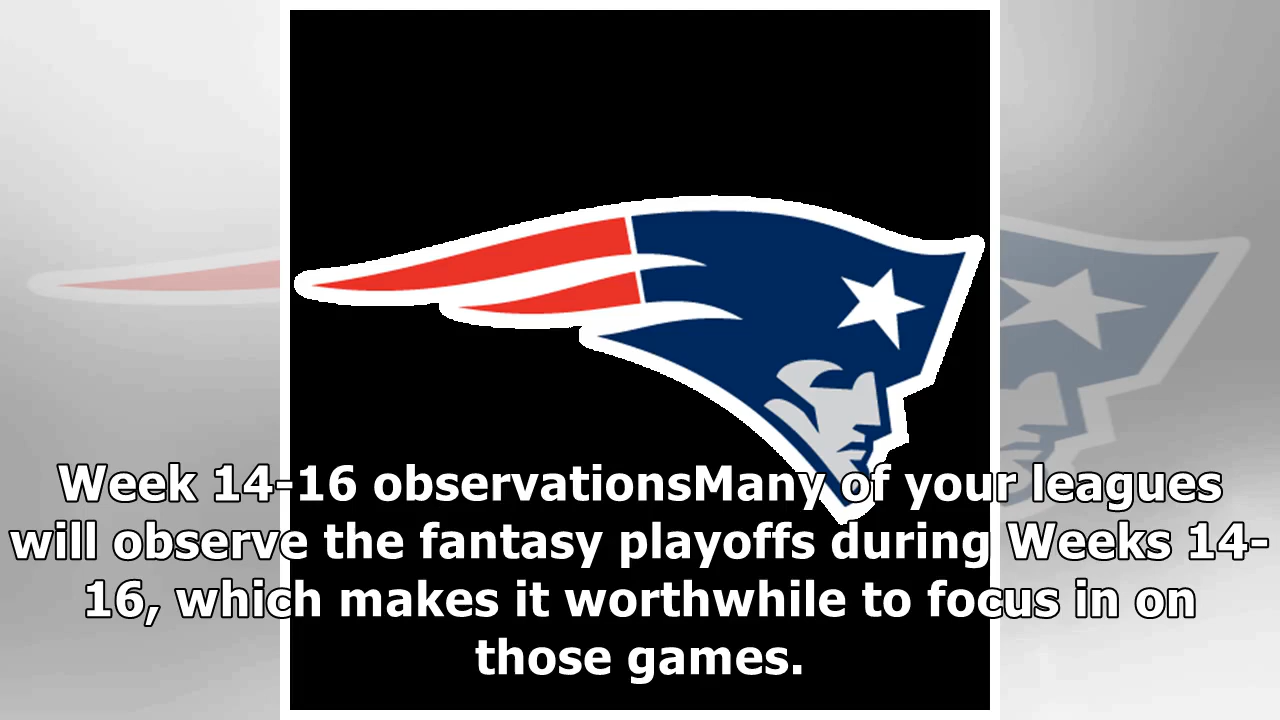 Week 14-16 observationsMany of your leagues
will observe the fantasy playoffs during Weeks 14-
16, which makes it worthwhile to focus in on
those games.